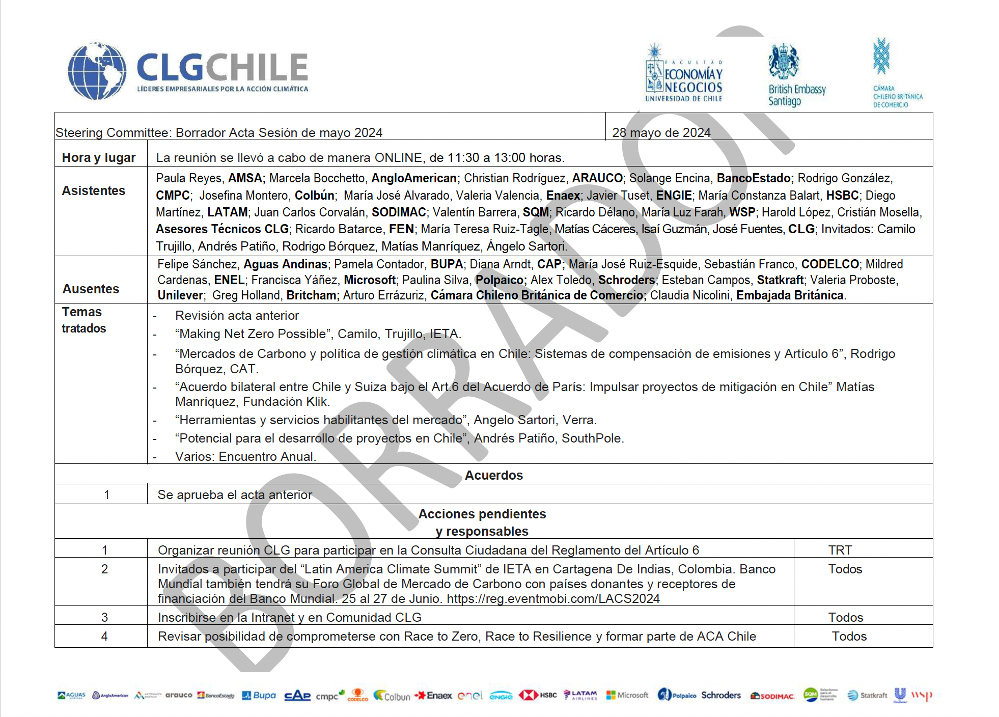 CLGCHILE
LÍDERES EMPRESARIALES POR LA ACCIÓN CLIMÁTICA
FACULTAD
ECONOMÍA Y
NEGOCIOS
UNIVERSIDAD DE CHILE
British Embassy
Santiago
CÁMARA
CHILENO BRITÁNICA
DE COMERCIO
BORRADOR
Steering Committee: Borrador Acta Sesión de mayo 2024
28 mayo de 2024
Hora y lugar
La reunión se llevó a cabo de manera ONLINE, de 11:30 a 13:00 horas.
Asistentes
Paula Reyes, AMSA; Marcela Bocchetto, AngloAmerican; Christian Rodríguez, ARAUCO; Solange Encina, BancoEstado; Rodrigo González,
CMPC; Josefina Montero, Colbún; María José Alvarado, Valeria Valencia, Enaex; Javier Tuset, ENGIE; María Constanza Balart, HSBC; Diego
Martínez, LATAM; Juan Carlos Corvalán, SODIMAC; Valentín Barrera, SQM; Ricardo Délano, María Luz Farah, WSP; Harold López, Cristián Mosella,
Asesores Técnicos CLG; Ricardo Batarce, FEN; María Teresa Ruiz-Tagle, Matías Cáceres, Isaí Guzmán, José Fuentes, CLG; Invitados: Camilo
Trujillo, Andrés Patiño, Rodrigo Bórquez, Matías Manríquez, Ángelo Sartori.
Ausentes
Felipe Sánchez, Aguas Andinas; Pamela Contador, BUPA; Diana Arndt, CAP; María José Ruiz-Esquide, Sebastián Franco, CODELCO; Mildred
Cardenas, ENEL; Francisca Yáñez, Microsoft; Paulina Silva, Polpaico; Alex Toledo, Schroders; Esteban Campos, Statkraft; Valeria Proboste,
Unilever; Greg Holland, Britcham; Arturo Errázuriz, Cámara Chileno Británica de Comercio; Claudia Nicolini, Embajada Británica.
Temas
tratados
- Revisión acta anterior
- “Making Net Zero Possible”, Camilo, Trujillo, IETA.
- “Mercados de Carbono y política de gestión climática en Chile: Sistemas de compensación de emisiones y Artículo 6”, Rodrigo
Bórquez, CAT.
- “Acuerdo bilateral entre Chile y Suiza bajo el Art.6 del Acuerdo de París: Impulsar proyectos de mitigación en Chile” Matías
Manríquez, Fundación Klik.
- “Herramientas y servicios habilitantes del mercado”, Angelo Sartori, Verra.
- “Potencial para el desarrollo de proyectos en Chile”, Andrés Patiño, SouthPole.
- Varios: Encuentro Anual.
Acuerdos
1 Se aprueba el acta anterior
Acciones pendientes
y responsables
1 Organizar reunión CLG para participar en la Consulta Ciudadana del Reglamento del Artículo 6 TRT
2 Invitados a participar del “Latin America Climate Summit” de IETA en Cartagena De Indias, Colombia. Banco Todos
Mundial también tendrá su Foro Global de Mercado de Carbono con países donantes y receptores de
financiación del Banco Mundial. 25 al 27 de Junio. https://reg.eventmobi.com/LACS2024
3 Inscribirse en la Intranet y en Comunidad CLG Todos
4 Revisar posibilidad de comprometerse con Race to Zero, Race to Resilience y formar parte de ACA Chile Todos
AGUAS AngloAmerican arauco BancoEstado Bupa CAP cmpc CODELCO Colbun Enaex enel ENGIE HSBC LATAM AIRLINES Microsoft Polpaico Schroders SODIMAC SQM Soluciones para el desarrollo humano Statkraft Unilever wsp